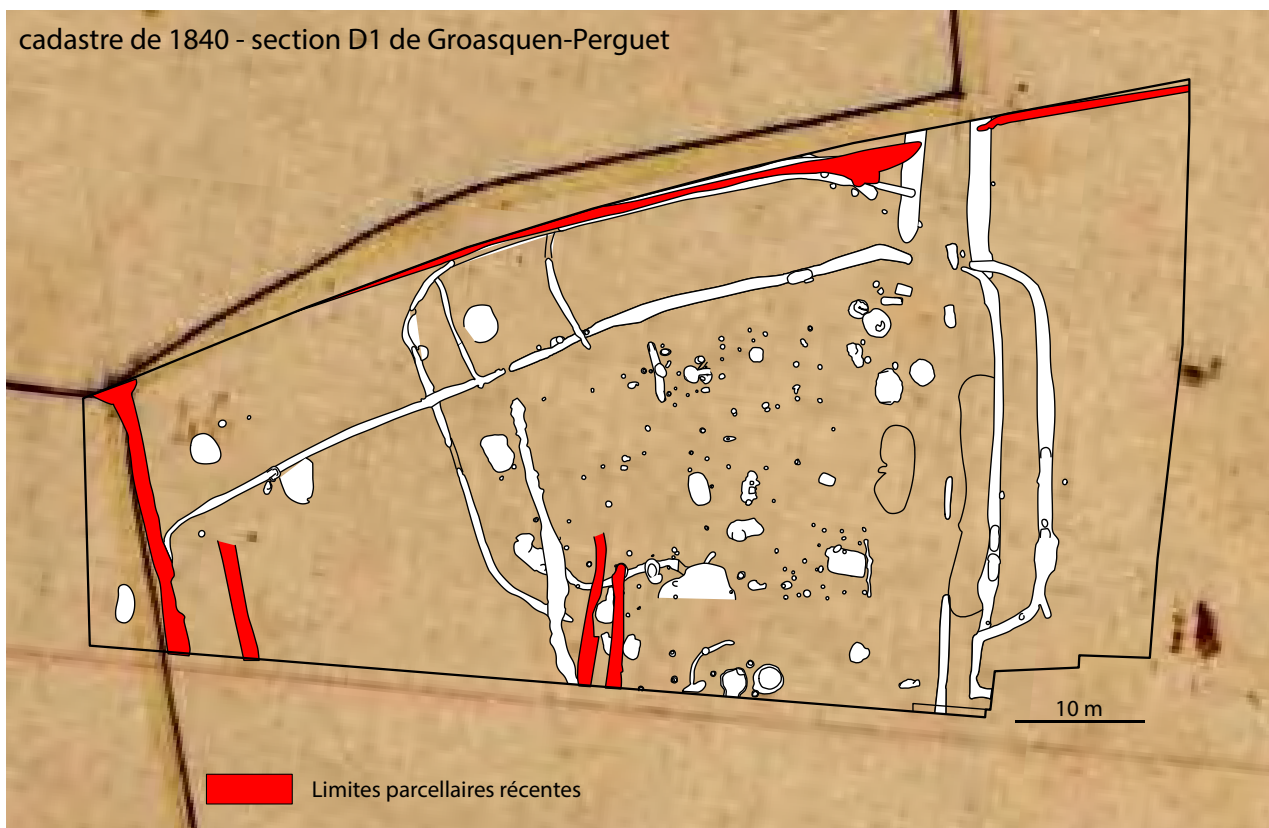 cadastre de 1840 - section D1 de Groasquen-Perguet
10 m
Limites parcellaires récentes